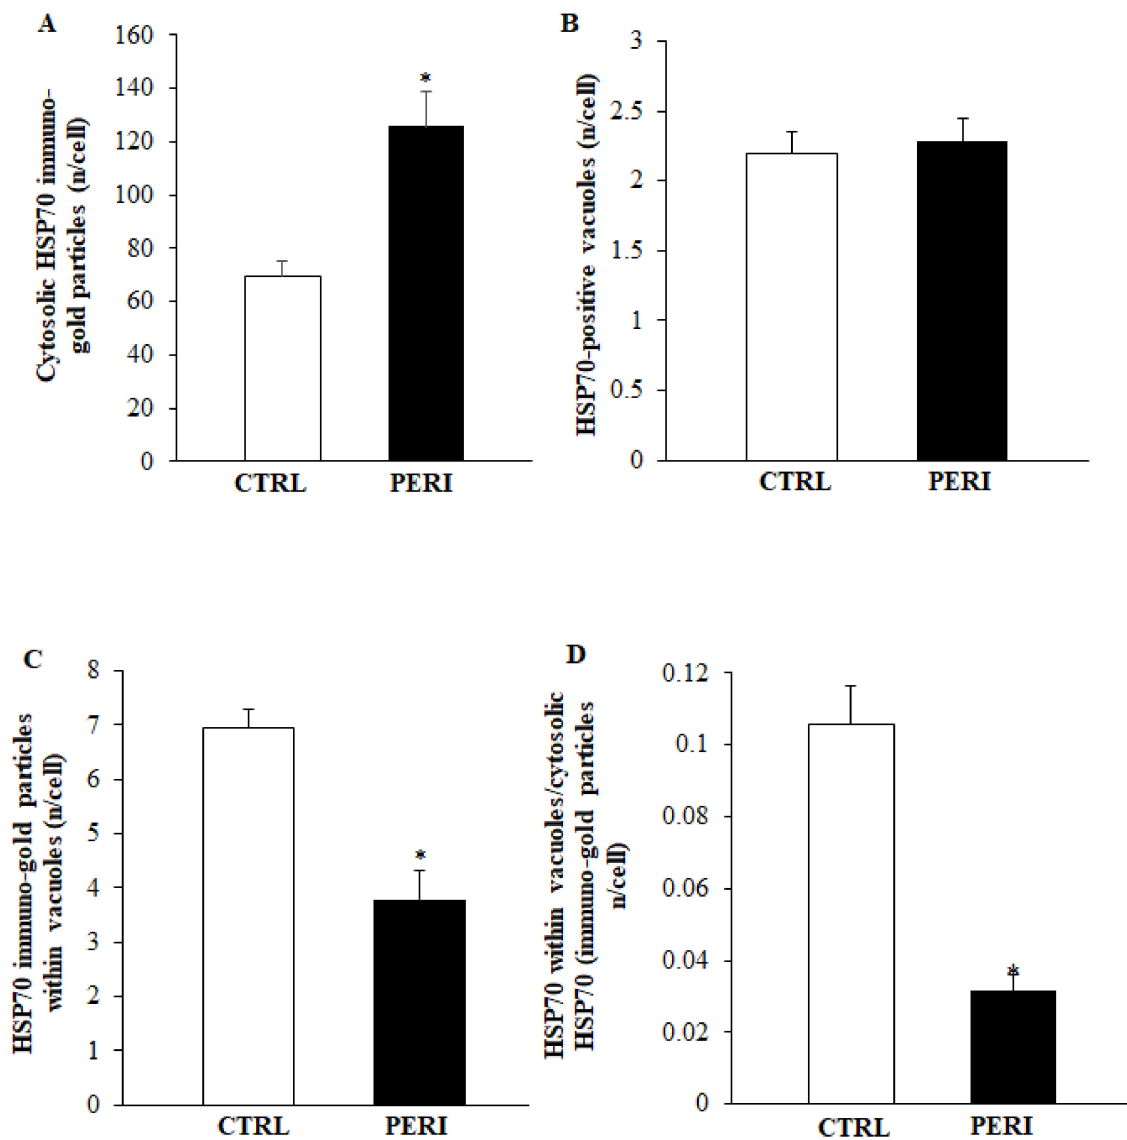 A
Cytosolic HSP70 immuno-
gold particles (n/cell)
160
140
120
100
80
60
40
20
0
*
CTRL
PERI
B
HSP70-positive vacuoles (n/cell)
3
2.5
2
1.5
1
0.5
0
CTRL
PERI
C
HSP70 immuno-gold particles
within vacuoles (n/cell)
8
7
6
5
4
3
2
1
0
*
CTRL
PERI
D
HSP70 within vacuoles/cytosolic
HSP70 (immuno-gold particles
n/cell)
0.12
0.1
0.08
0.06
0.04
0.02
0
*
CTRL
PERI